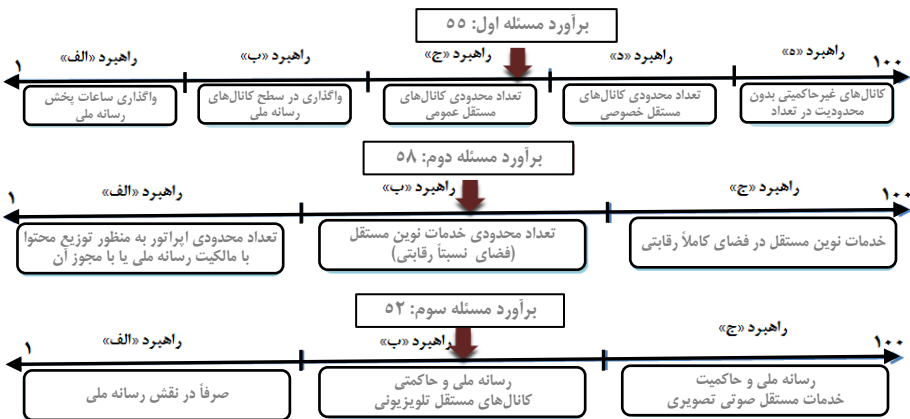 برآورد مسئله اول: ۵۵
۱
راهبرد «الف»
راهبرد «ب»
راهبرد «ج»
راهبرد «د»
راهبرد «ه»
۱۰۰
واگذاری ساعات پخش
رسانه ملی
واگذاری در سطح کانال‌های
رسانه ملی
تعداد محدودی کانال‌های
مستقل عمومی
تعداد محدودی کانال‌های
مستقل خصوصی
کانال‌های غیرحاکمیتی بدون
محدودیت در تعداد
برآورد مسئله دوم: ۵۸
۱
راهبرد «الف»
راهبرد «ب»
راهبرد «ج»
۱۰۰
تعداد محدودی اپراتور به منظور توزیع محتوا
با مالکیت رسانه ملی یا با مجوز آن
تعداد محدودی خدمات نوین مستقل
(فضای نسبتاً رقابتی)
خدمات نوین مستقل در فضای کاملاً رقابتی
برآورد مسئله سوم: ۵۲
۱
راهبرد «الف»
راهبرد «ب»
راهبرد «ج»
۱۰۰
صرفاً در نقش رسانه ملی
رسانه ملی و حاکمتی
کانال‌های مستقل تلویزیونی
رسانه ملی و حاکمیت
خدمات مستقل صوتی تصویری